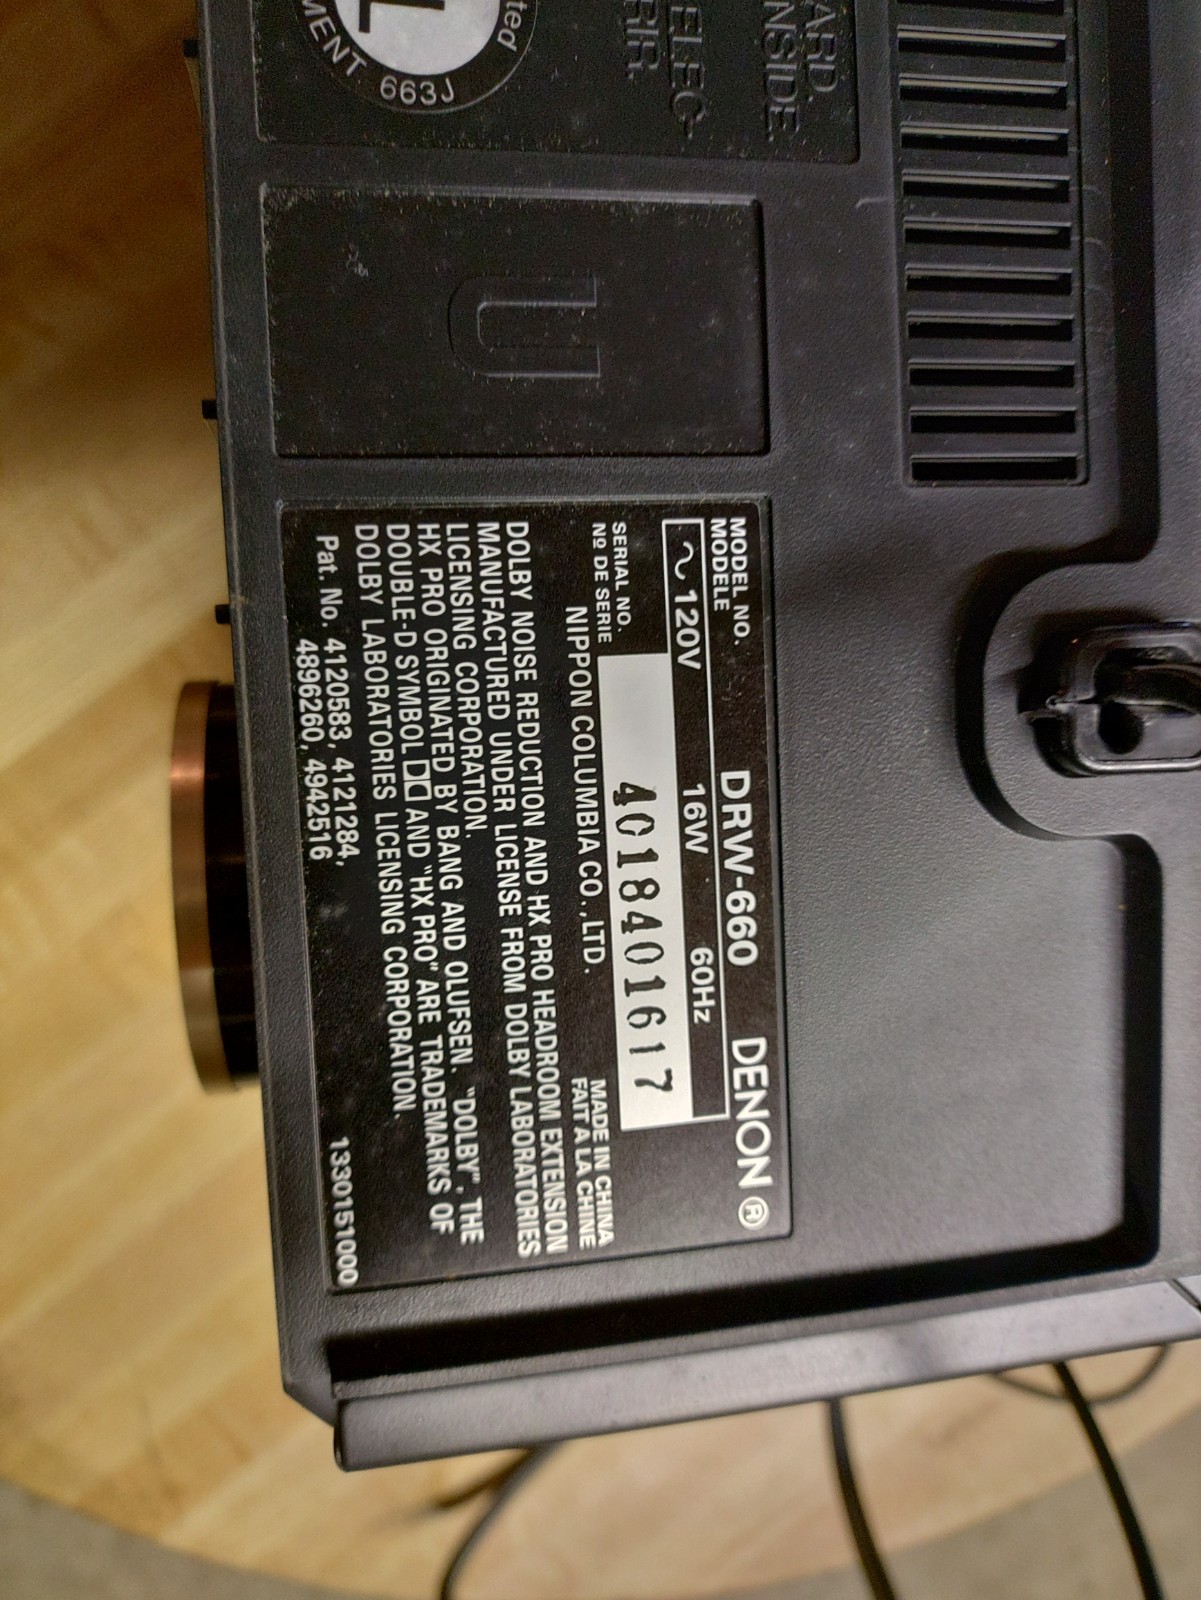 ARD.
NSIDE.
ELEC-
RIR.
ted
MENT 663J
U
MODEL NO. DRW-660 DENON®
MODELE
~ 120V 16W 60Hz
SERIAL NO. 4018401617
Nº DE SERIE
NIPPON COLUMBIA CO., LTD. MADE IN CHINA
FAIT A LA CHINE
DOLBY NOISE REDUCTION AND HX PRO HEADROOM EXTENSION
MANUFACTURED UNDER LICENSE FROM DOLBY LABORATORIES
LICENSING CORPORATION.
HX PRO ORIGINATED BY BANG AND OLUFSEN. "DOLBY", THE
DOUBLE-D SYMBOL AND "HX PRO" ARE TRADEMARKS OF
DOLBY LABORATORIES LICENSING CORPORATION.
Pat. No. 4120583, 4121284,
4896260, 4942516 1330151000